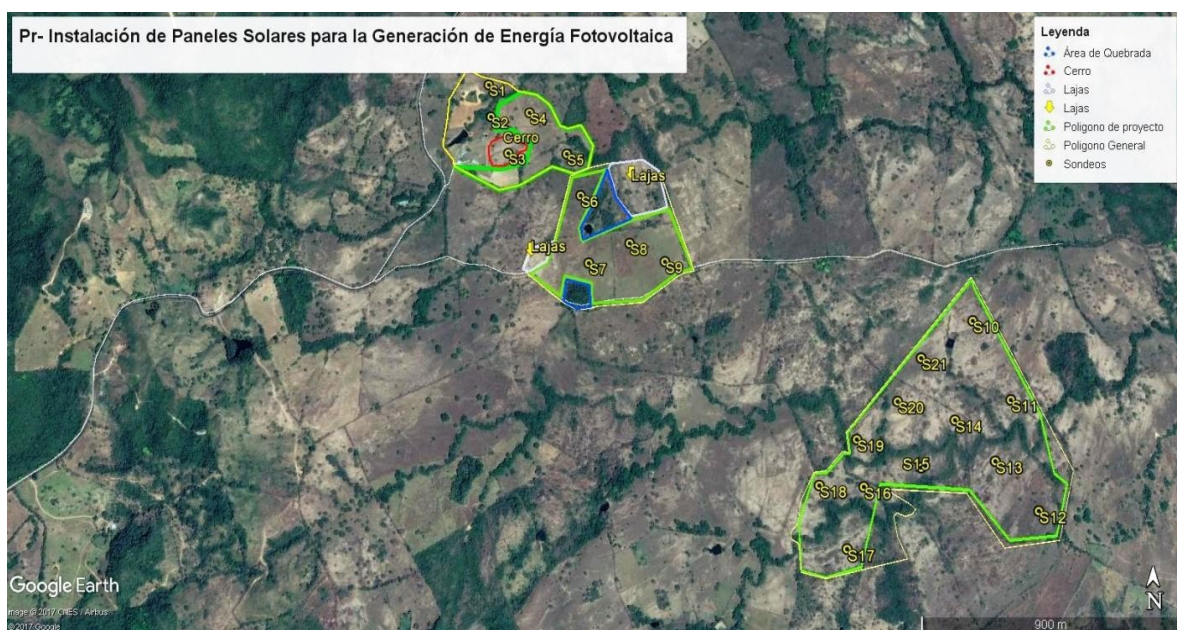 Pr- Instalación de Paneles Solares para la Generación de Energía Fotovoltaica
Leyenda
Área de Quebrada
Cerro
Lajas
Lajas
Poligono de proyecto
Poligono General
Sondeos
S1
S2
S4
Cerro
S3
S5
Lajas
S6
Lajas
S8
S7
S9
S10
S21
S20
S11
S14
S19
S15
S13
S18
S16
S12
S17
Google Earth
Image © 2017 CNES / Airbus
© 2017 Google
N
900 m